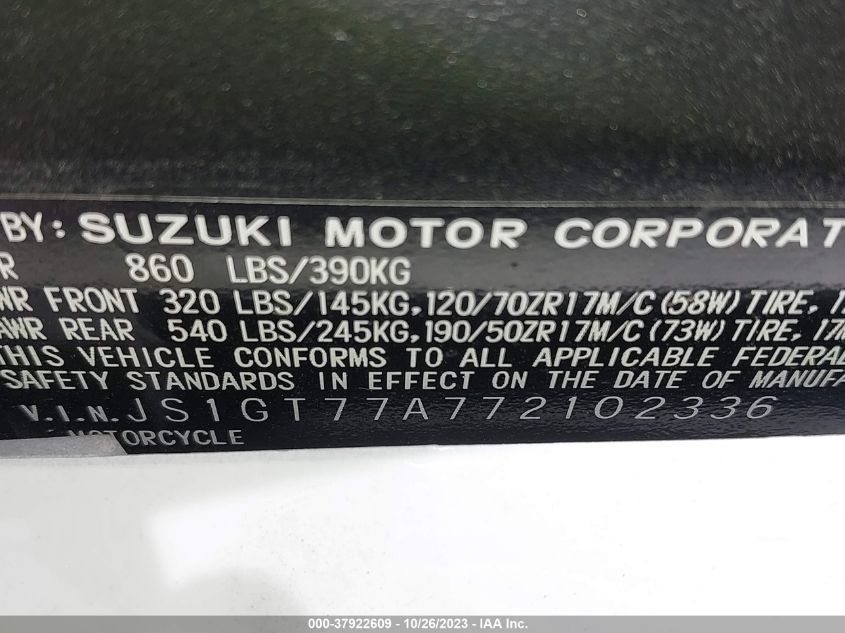 BY: SUZUKI MOTOR CORPORAT
R 860 LBS/390KG
WR FRONT 320 LBS/145KG, 120/70ZR17M/C (58W) TIRE, 1
AWR REAR 540 LBS/245KG, 190/50ZR17M/C (73W) TIRE, 17M
THIS VEHICLE CONFORMS TO ALL APPLICABLE FEDERAL
SAFETY STANDARDS IN EFFECT ON THE DATE OF MANUFA
V.I.N. JS1GT77A772102336
MOTORCYCLE
000-37922609 - 10/26/2023 - IAA Inc.